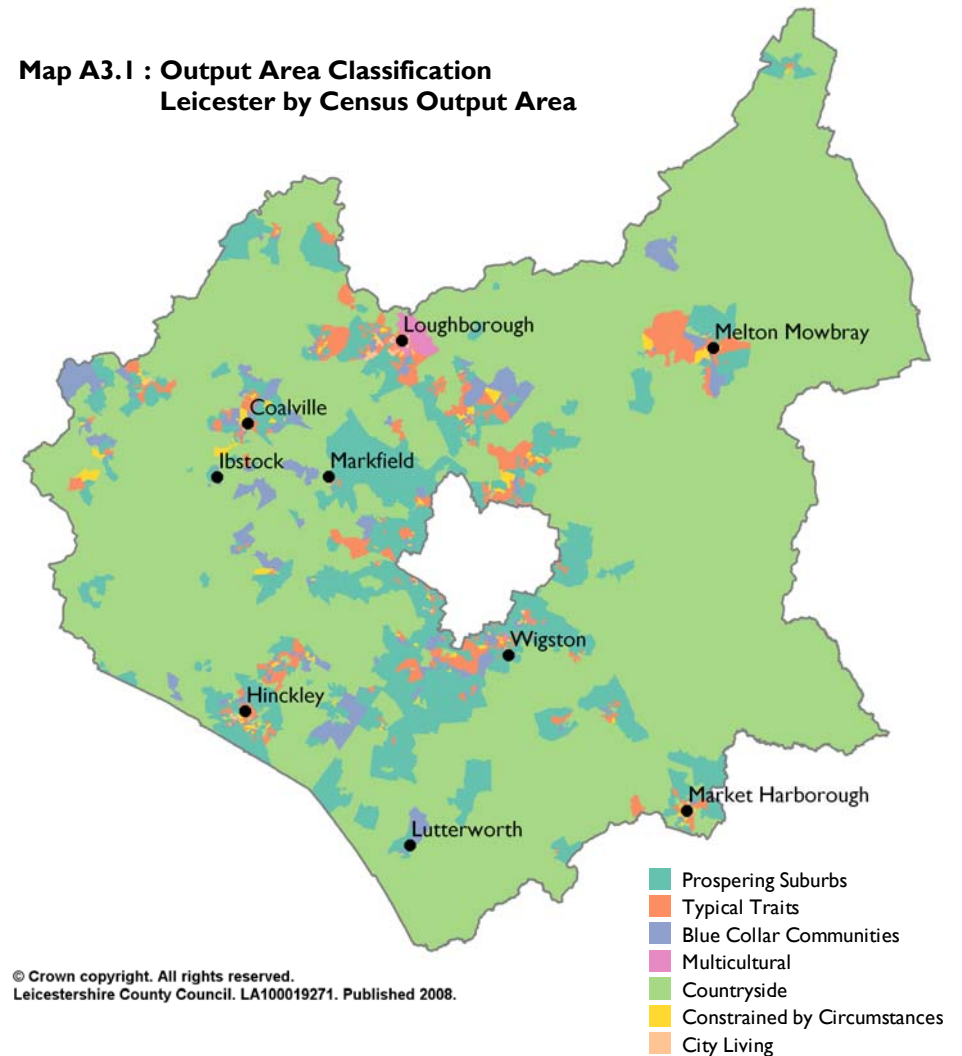 Map A3.1 : Output Area Classification
Leicester by Census Output Area
Loughborough
Melton Mowbray
Coalville
Ibstock
Markfield
Wigston
Hinckley
Market Harborough
Lutterworth
Prospering Suburbs
Typical Traits
Blue Collar Communities
Multicultural
Countryside
Constrained by Circumstances
City Living
© Crown copyright. All rights reserved.
Leicestershire County Council. LA100019271. Published 2008.